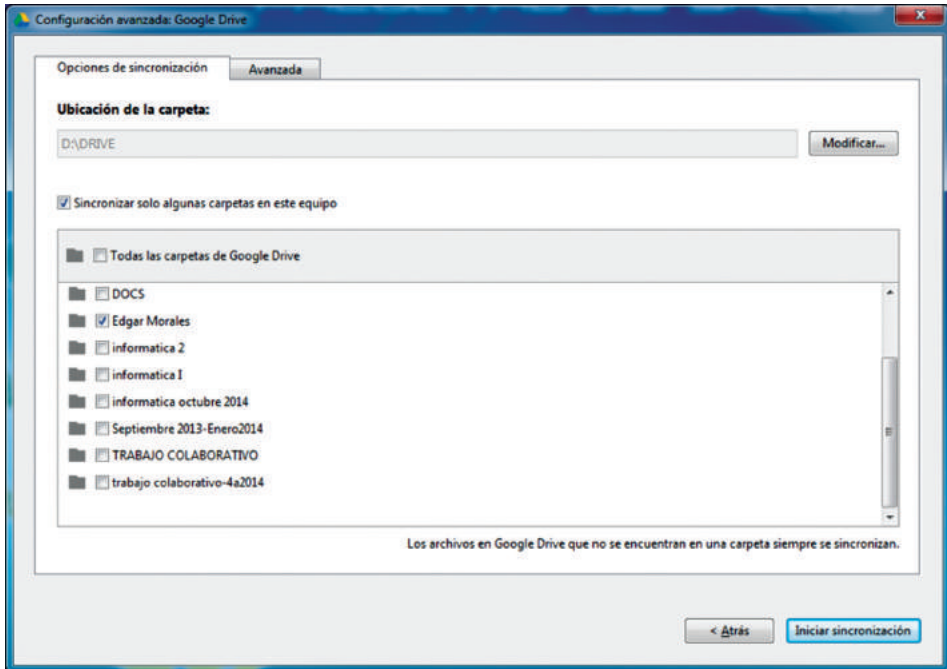 Configuración avanzada: Google Drive
Opciones de sincronización
Avanzada
Ubicación de la carpeta:
D:\DRIVE
Modificar...
Sincronizar solo algunas carpetas en este equipo
Todas las carpetas de Google Drive
DOCS
Edgar Morales
informatica 2
informatica I
informatica octubre 2014
Septiembre 2013-Enero2014
TRABAJO COLABORATIVO
trabajo colaborativo-4a2014
Los archivos en Google Drive que no se encuentran en una carpeta siempre se sincronizan.
< Atrás
Iniciar sincronización